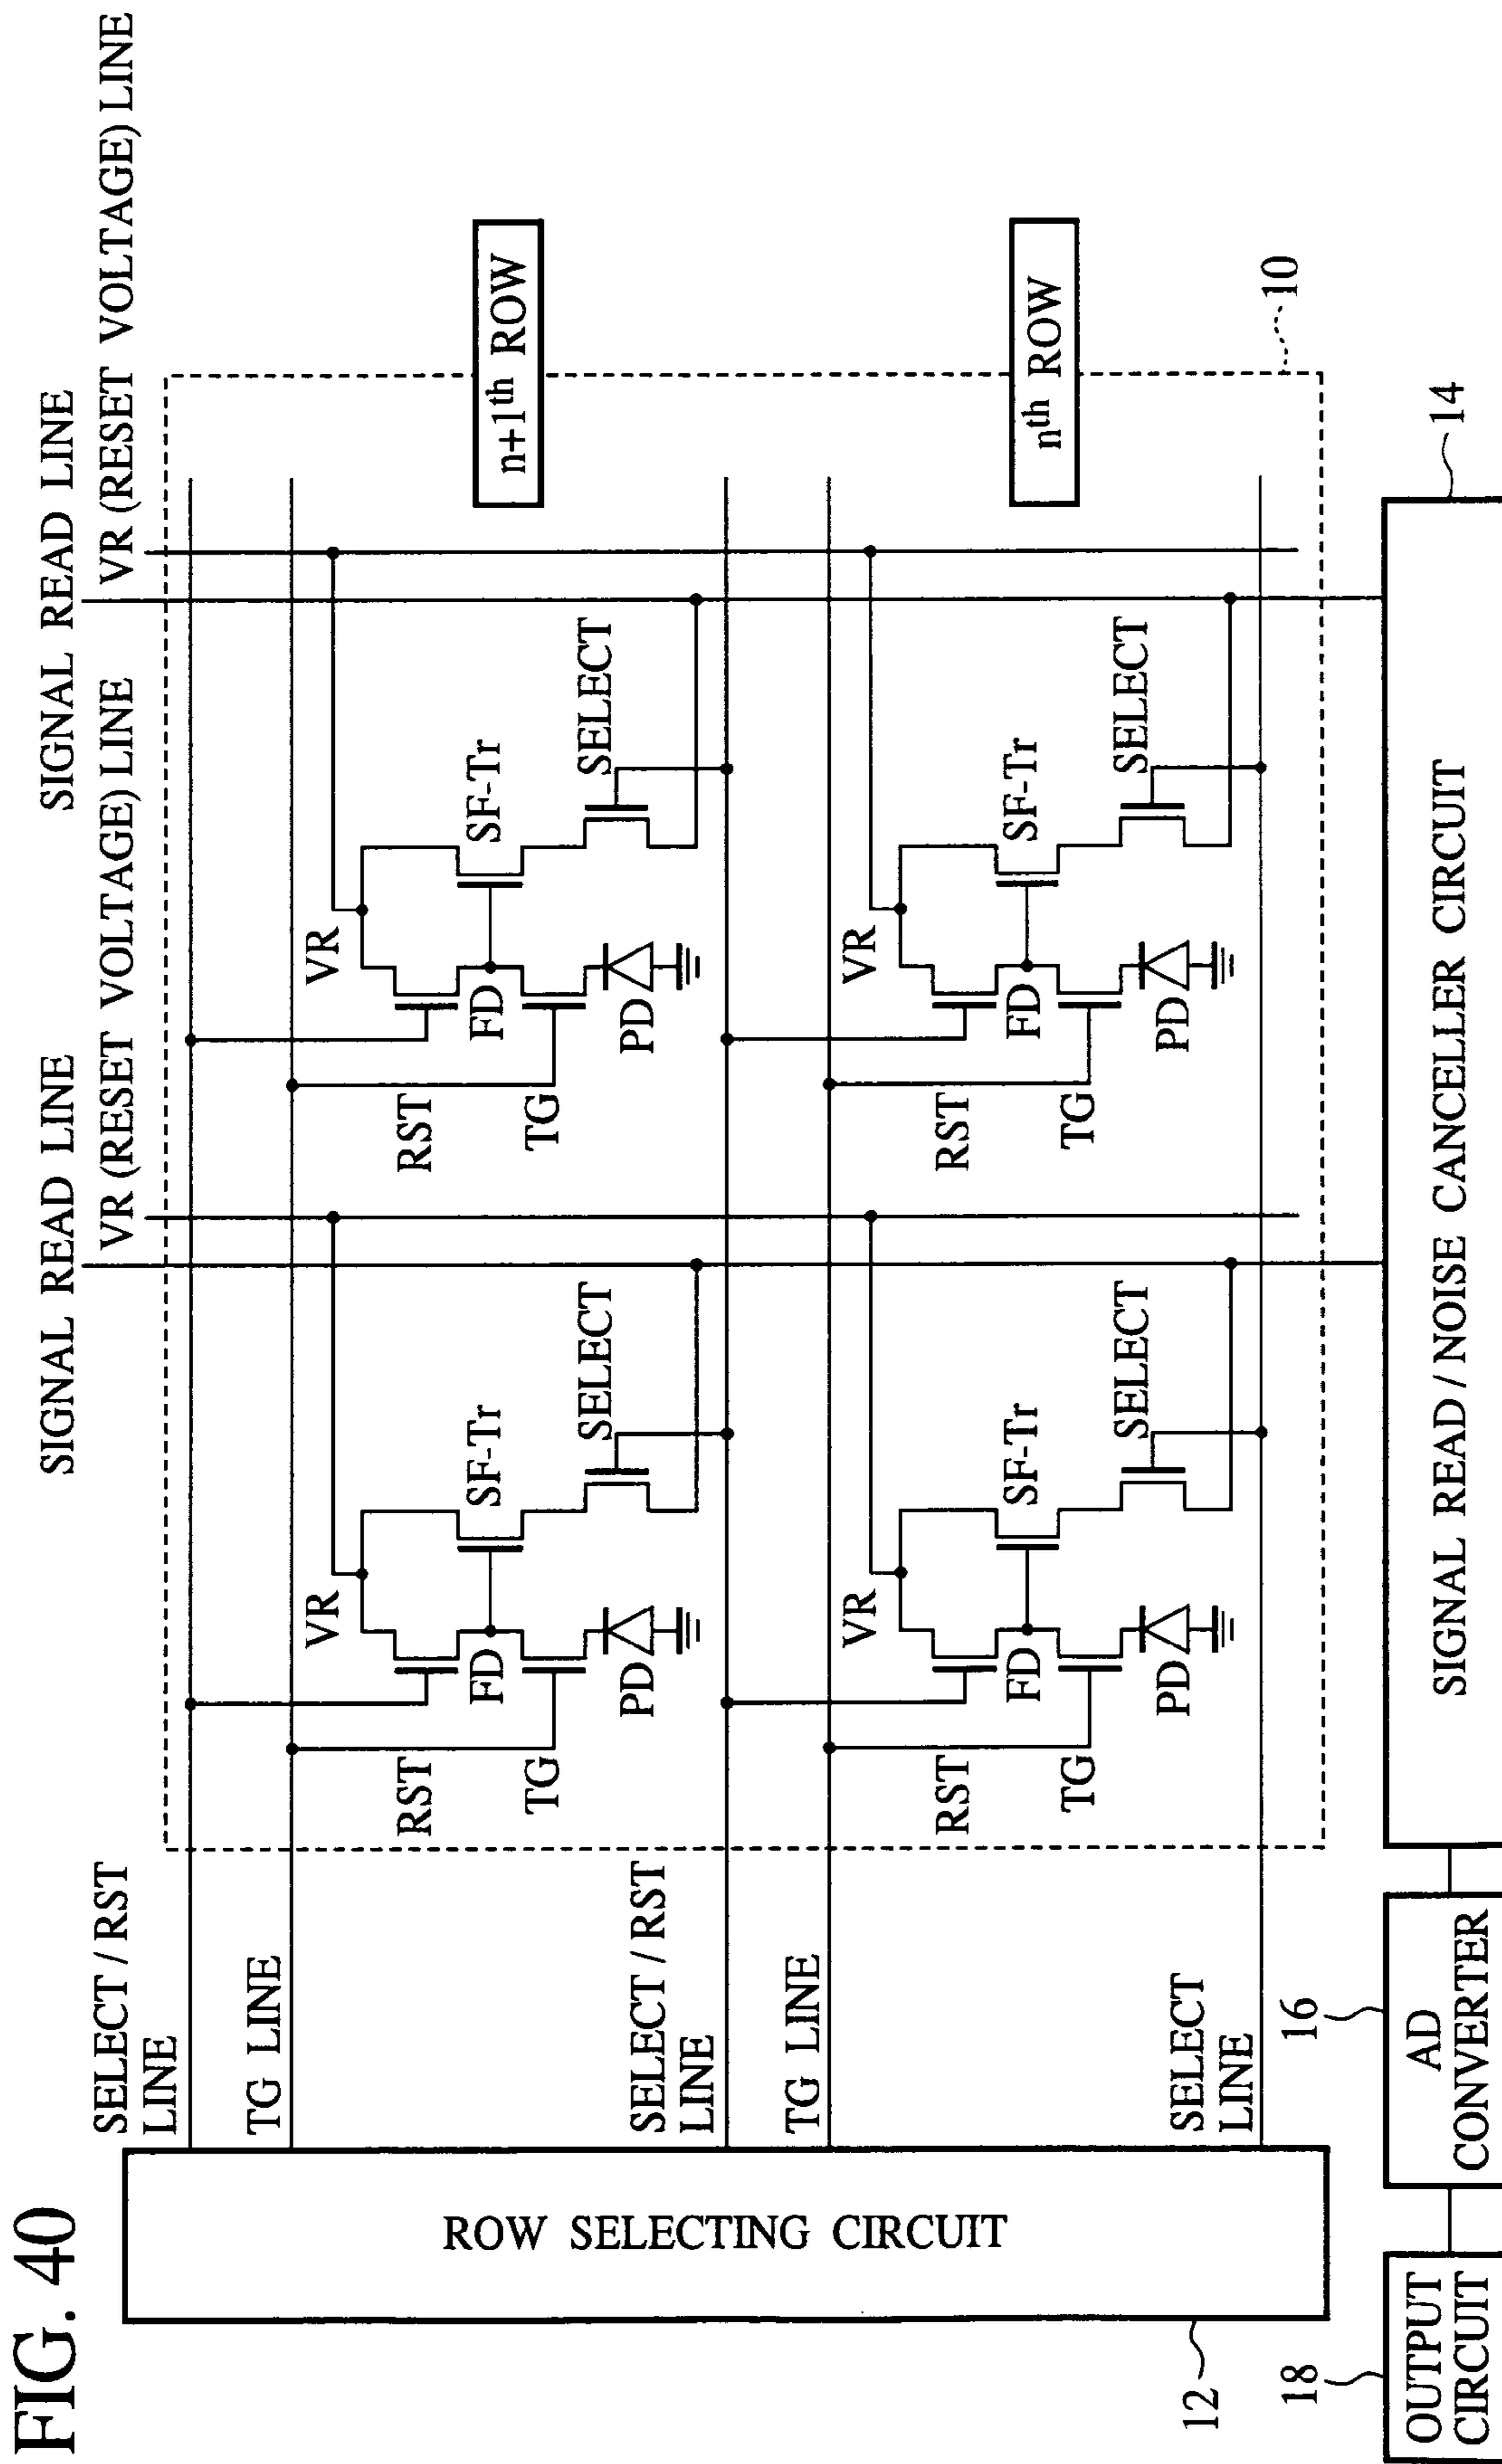 FIG. 40
SIGNAL READ LINE
VR (RESET VOLTAGE) LINE
SIGNAL READ LINE
VR (RESET VOLTAGE) LINE
SELECT / RST
LINE
TG LINE
VR
RST
FD
SF-Tr
TG
PD
SELECT
VR
RST
FD
SF-Tr
TG
PD
SELECT
n+1th ROW
SELECT / RST
LINE
TG LINE
VR
RST
FD
SF-Tr
TG
PD
SELECT
VR
RST
FD
SF-Tr
TG
PD
SELECT
nth ROW
SELECT
LINE
ROW SELECTING CIRCUIT
12
10
18
OUTPUT
CIRCUIT
16
AD
CONVERTER
14
SIGNAL READ / NOISE CANCELLER CIRCUIT